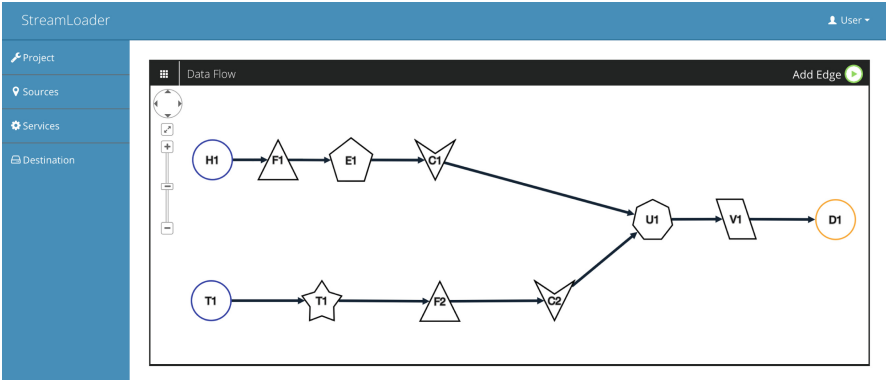 StreamLoader
User
Project
Sources
Services
Destination
Data Flow
Add Edge
H1
F1
E1
C1
U1
V1
D1
T1
T1
F2
C2